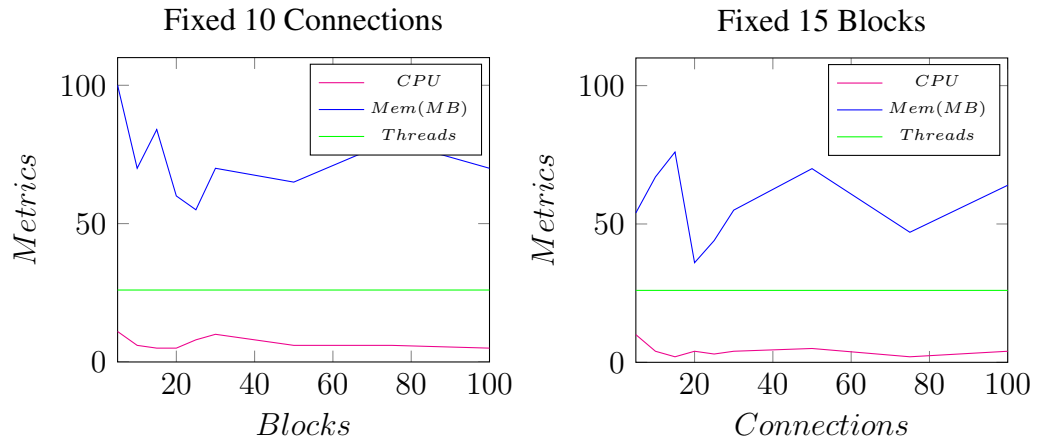 Fixed 10 Connections
100
50
0
Metrics
CPU
Mem(MB)
Threads
20 40 60 80 100
Blocks
Fixed 15 Blocks
100
50
0
Metrics
CPU
Mem(MB)
Threads
20 40 60 80 100
Connections